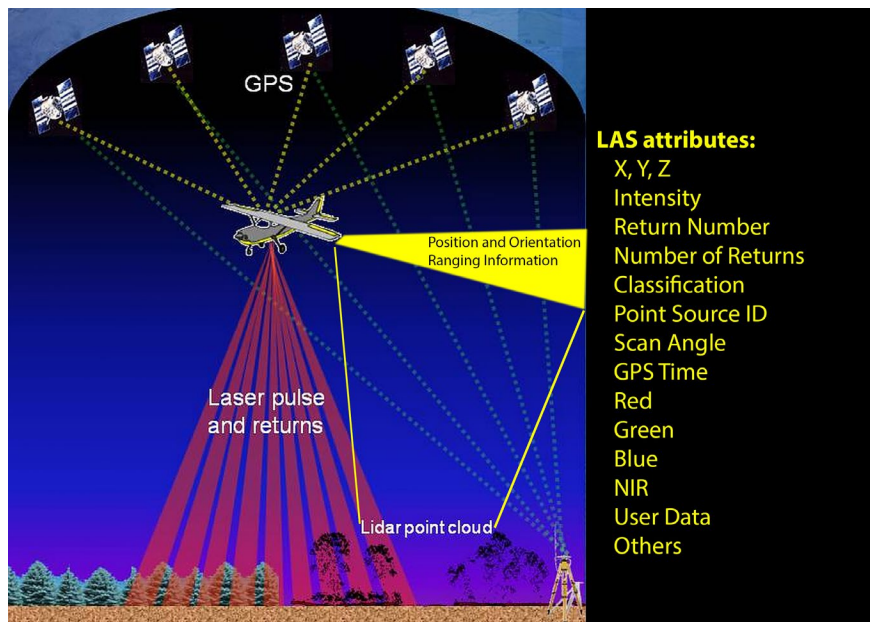 GPS
Position and Orientation
Ranging Information
Laser pulse
and returns
Lidar point cloud
LAS attributes:
X, Y, Z
Intensity
Return Number
Number of Returns
Classification
Point Source ID
Scan Angle
GPS Time
Red
Green
Blue
NIR
User Data
Others